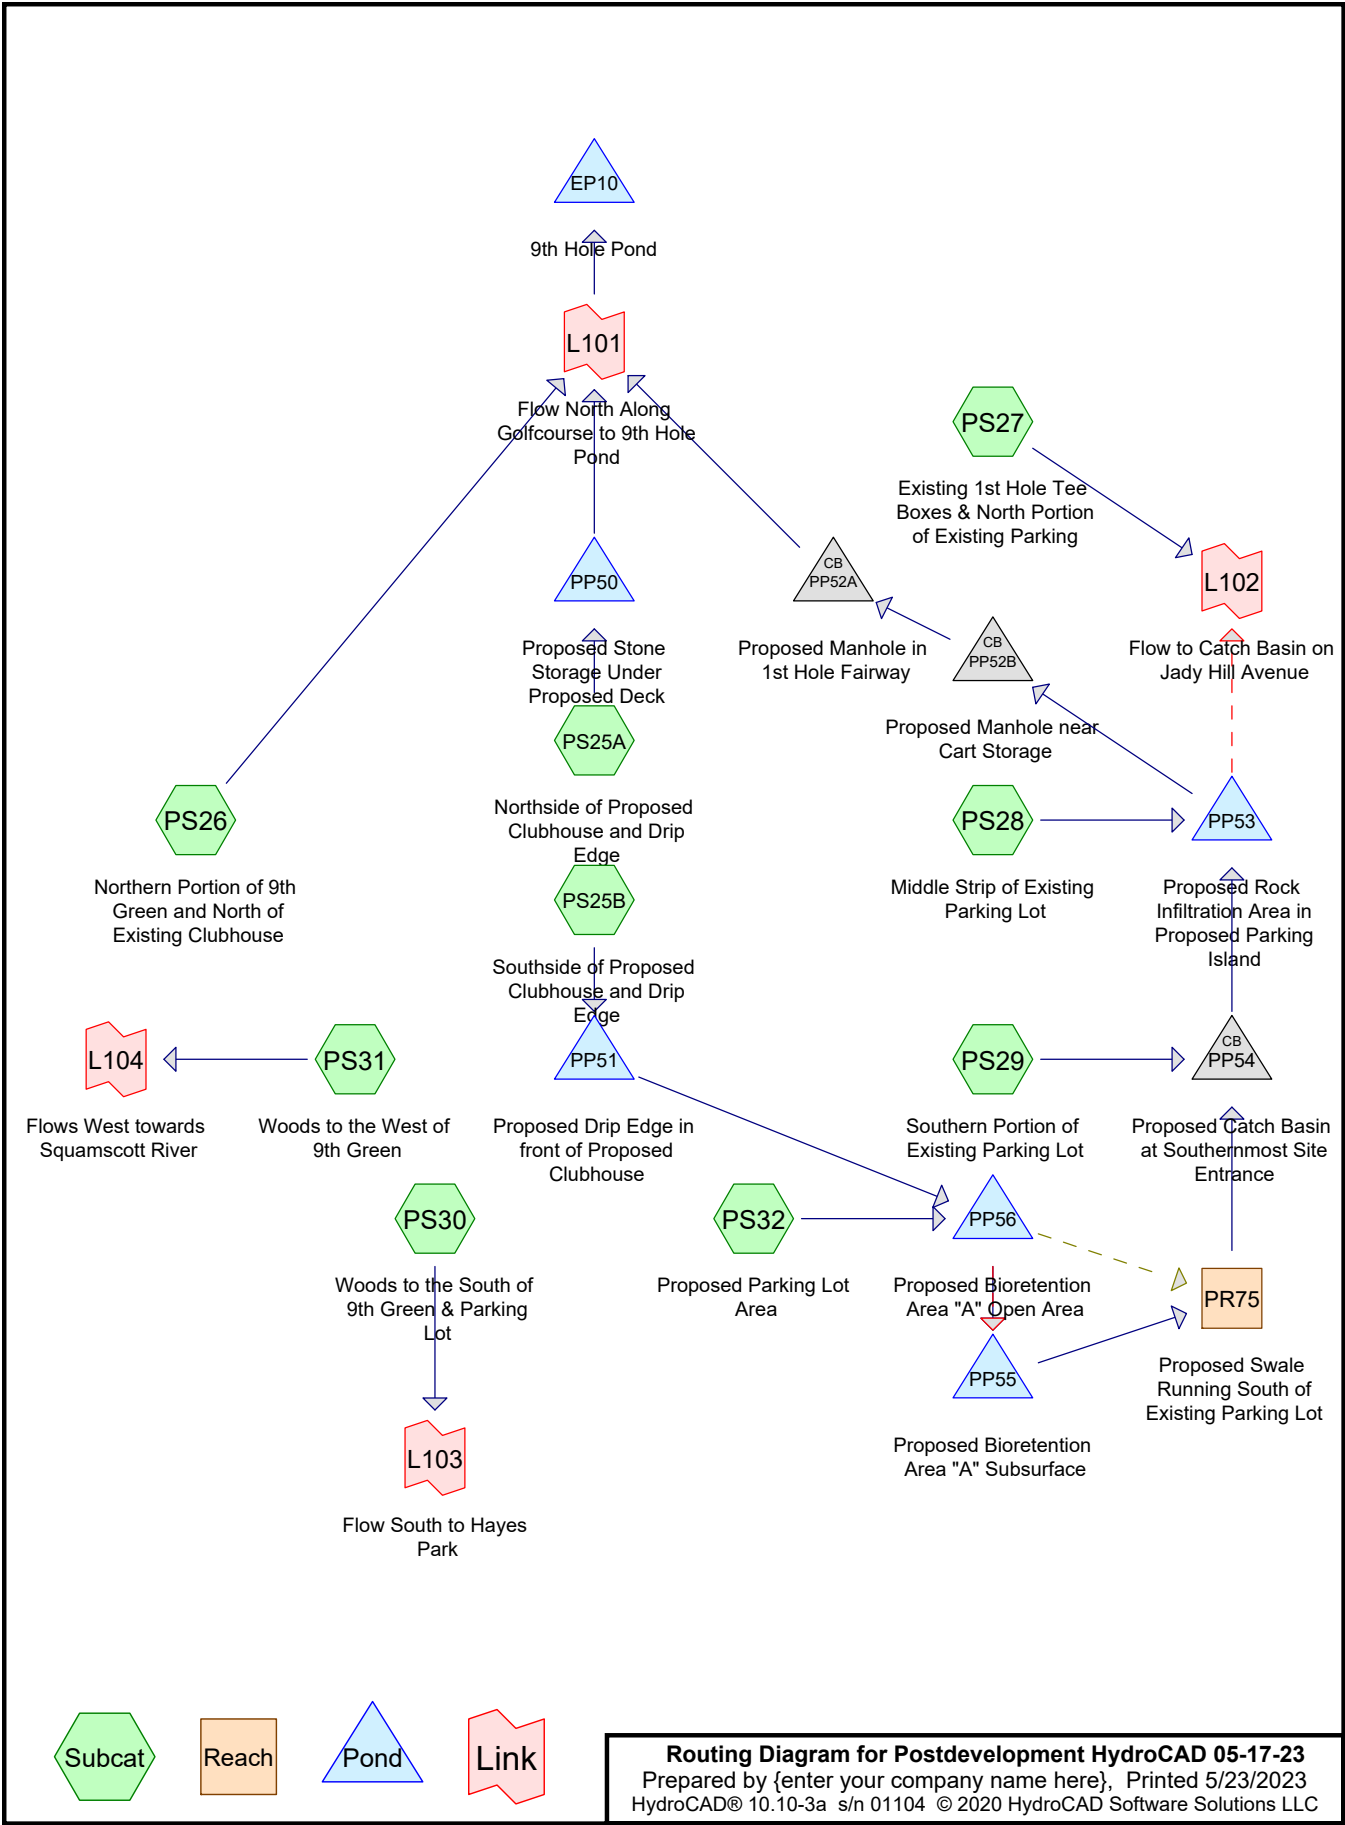 EP10
9th Hole Pond
L101
Flow North Along
Golfcourse to 9th Hole
Pond
PS27
Existing 1st Hole Tee
Boxes & North Portion
of Existing Parking
PP50
Proposed Stone
Storage Under
Proposed Deck
CB
PP52A
Proposed Manhole in
1st Hole Fairway
L102
Flow to Catch Basin on
Jady Hill Avenue
CB
PP52B
Proposed Manhole near
Cart Storage
PS25A
Northside of Proposed
Clubhouse and Drip
Edge
PS26
Northern Portion of 9th
Green and North of
Existing Clubhouse
PS28
Middle Strip of Existing
Parking Lot
PP53
Proposed Rock
Infiltration Area in
Proposed Parking
Island
PS25B
Southside of Proposed
Clubhouse and Drip
Edge
L104
Flows West towards
Squamscott River
PS31
Woods to the West of
9th Green
PP51
Proposed Drip Edge in
front of Proposed
Clubhouse
PS29
Southern Portion of
Existing Parking Lot
CB
PP54
Proposed Catch Basin
at Southernmost Site
Entrance
PS30
Woods to the South of
9th Green & Parking
Lot
PS32
Proposed Parking Lot
Area
PP56
Proposed Bioretention
Area "A" Open Area
PR75
Proposed Swale
Running South of
Existing Parking Lot
PP55
Proposed Bioretention
Area "A" Subsurface
L103
Flow South to Hayes
Park
Subcat
Reach
Pond
Link
Routing Diagram for Postdevelopment HydroCAD 05-17-23
Prepared by {enter your company name here}, Printed 5/23/2023
HydroCAD® 10.10-3a s/n 01104 © 2020 HydroCAD Software Solutions LLC